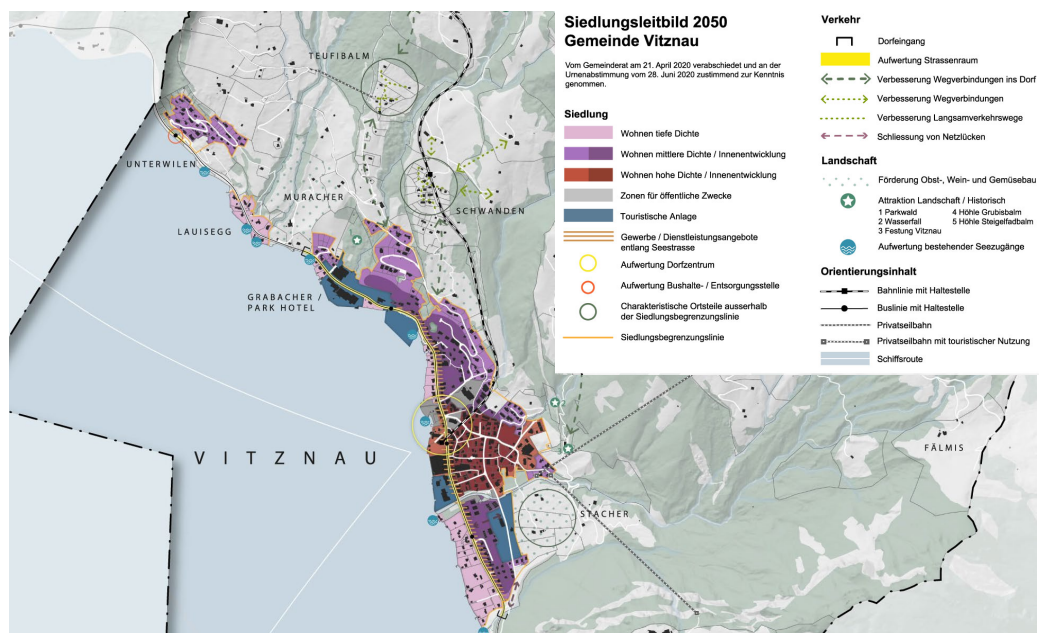 Siedlungsleitbild 2050
Gemeinde Vitznau
Vom Gemeinderat am 21. April 2020 verabschiedet und an der
Urnenabstimmung vom 28. Juni 2020 zustimmend zur Kenntnis
genommen.
Siedlung
Wohnen tiefe Dichte
Wohnen mittlere Dichte / Innenentwicklung
Wohnen hohe Dichte / Innenentwicklung
Zonen für öffentliche Zwecke
Touristische Anlage
Gewerbe / Dienstleistungsangebote
entlang Seestrasse
Aufwertung Dorfzentrum
Aufwertung Bushalte- / Entsorgungsstelle
Charakteristische Ortsteile ausserhalb
der Siedlungsbegrenzungslinie
Siedlungsbegrenzungslinie
Verkehr
Dorfeingang
Aufwertung Strassenraum
Verbesserung Wegverbindungen ins Dorf
Verbesserung Wegverbindungen
Verbesserung Langsamverkehrswege
Schliessung von Netzlücken
Landschaft
Förderung Obst-, Wein- und Gemüsebau
Attraktion Landschaft / Historisch
1 Parkwald 4 Höhle Grubisbalm
2 Wasserfall 5 Höhle Steigelfadbalm
3 Festung Vitznau
Aufwertung bestehender Seezugänge
Orientierungsinhalt
Bahnlinie mit Haltestelle
Buslinie mit Haltestelle
Privatseilbahn
Privatseilbahn mit touristischer Nutzung
Schiffsroute
TEUFIBALM
UNTERWILEN
MURACHER
SCHWANDEN
LAUISEGG
GRABACHER /
PARK HOTEL
2
VITZNAU
FÄLMIS
STACHER